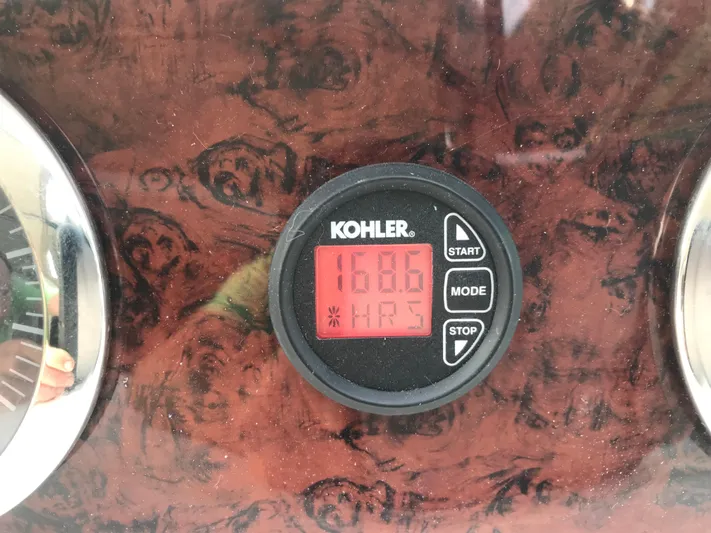 KOHLER®
START
168.6
MODE
*HRS
STOP